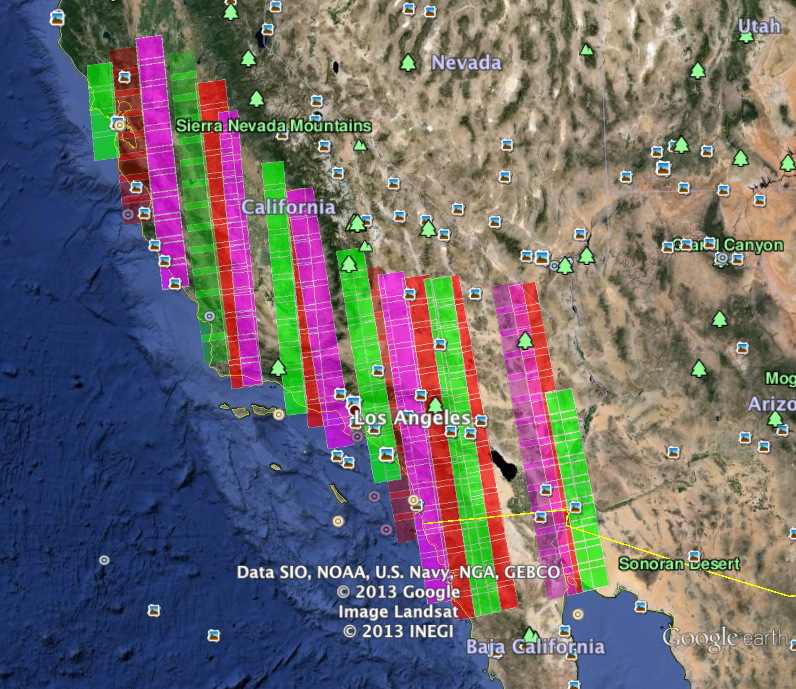 Utah
Nevada
Sierra Nevada Mountains
California
Grand Canyon
Mog
Arizo
Los Angeles
Sonoran Desert
Data SIO, NOAA, U.S. Navy, NGA, GEBCO
© 2013 Google
Image Landsat
© 2013 INEGI
Google earth
Baja California